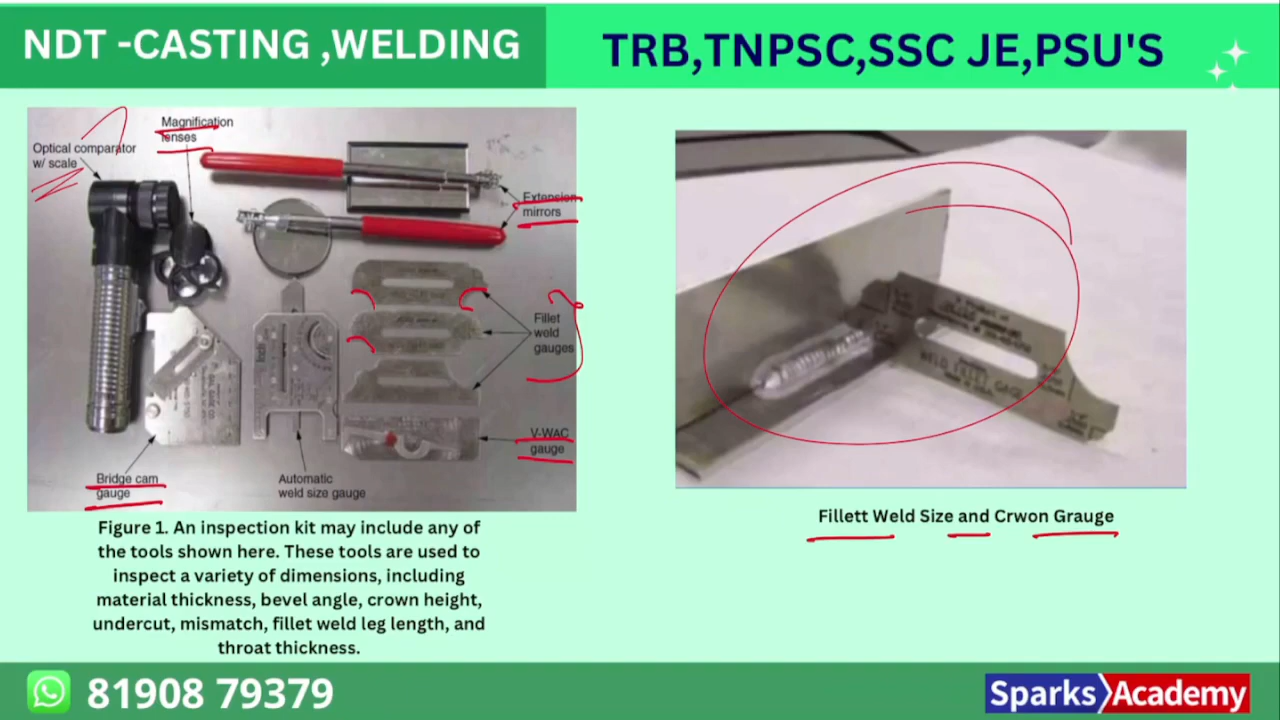 NDT -CASTING ,WELDING
TRB,TNPSC,SSC JE,PSU'S
Magnification
lenses
Optical comparator
w/ scale
Extension
mirrors
Fillet
weld
gauges
V-WAC
gauge
Bridge cam
gauge
Automatic
weld size gauge
Figure 1. An inspection kit may include any of
the tools shown here. These tools are used to
inspect a variety of dimensions, including
material thickness, bevel angle, crown height,
undercut, mismatch, fillet weld leg length, and
throat thickness.
WELD FILLET GAGE
Fillett Weld Size and Crwon Grauge
81908 79379
Sparks Academy